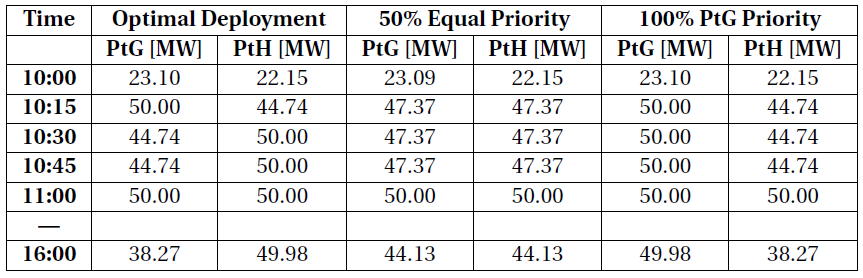 Time Optimal Deployment 50% Equal Priority 100% PtG Priority
PtG [MW] PtH [MW] PtG [MW] PtH [MW] PtG [MW] PtH [MW]
10:00 23.10 22.15 23.09 22.15 23.10 22.15
10:15 50.00 44.74 47.37 47.37 50.00 44.74
10:30 44.74 50.00 47.37 47.37 50.00 44.74
10:45 44.74 50.00 47.37 47.37 50.00 44.74
11:00 50.00 50.00 50.00 50.00 50.00 50.00
—
16:00 38.27 49.98 44.13 44.13 49.98 38.27